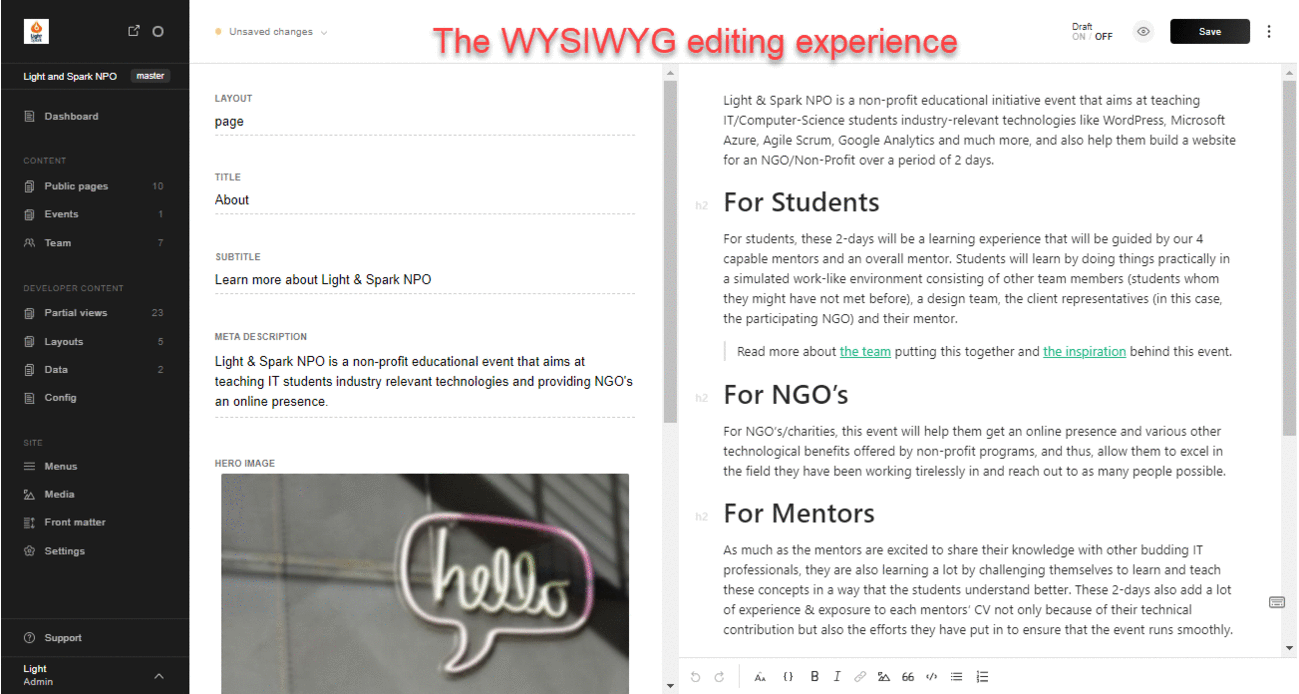 Unsaved changes
The WYSIWYG editing experience
Draft
ON / OFF
Save
Light and Spark NPO master
Dashboard
CONTENT
Public pages 10
Events 1
Team 7
DEVELOPER CONTENT
Partial views 23
Layouts 5
Data 2
Config
SITE
Menus
Media
Front matter
Settings
Support
Light
Admin
LAYOUT
page
TITLE
About
SUBTITLE
Learn more about Light & Spark NPO
META DESCRIPTION
Light & Spark NPO is a non-profit educational event that aims at
teaching IT students industry relevant technologies and providing NGO's
an online presence.
HERO IMAGE
hello
Light & Spark NPO is a non-profit educational initiative event that aims at teaching
IT/Computer-Science students industry-relevant technologies like WordPress, Microsoft
Azure, Agile Scrum, Google Analytics and much more, and also help them build a website
for an NGO/Non-Profit over a period of 2 days.
h2 For Students
For students, these 2-days will be a learning experience that will be guided by our 4
capable mentors and an overall mentor. Students will learn by doing things practically in
a simulated work-like environment consisting of other team members (students whom
they might have not met before), a design team, the client representatives (in this case,
the participating NGO) and their mentor.
Read more about the team putting this together and the inspiration behind this event.
h2 For NGO's
For NGO's/charities, this event will help them get an online presence and various other
technological benefits offered by non-profit programs, and thus, allow them to excel in
the field they have been working tirelessly in and reach out to as many people possible.
h2 For Mentors
As much as the mentors are excited to share their knowledge with other budding IT
professionals, they are also learning a lot by challenging themselves to learn and teach
these concepts in a way that the students understand better. These 2-days also add a lot
of experience & exposure to each mentors' CV not only because of their technical
contribution but also the efforts they have put in to ensure that the event runs smoothly.